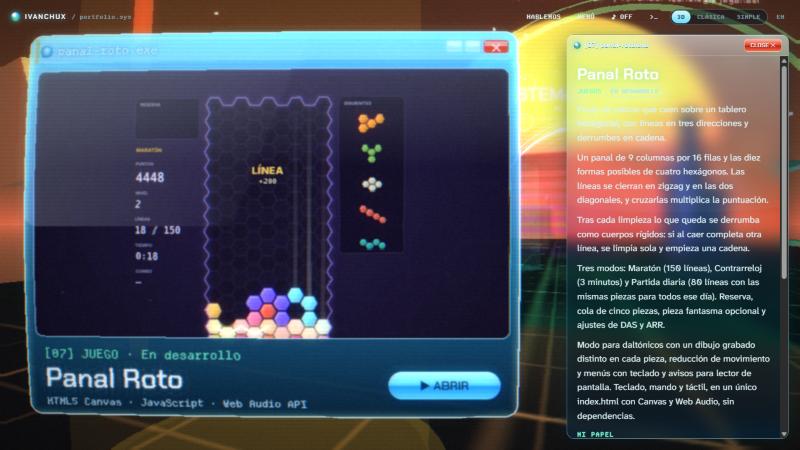 IVANCHUX / portfolio.sys
HABLEMOS MENÚ ♪ OFF >_ 3D CLÁSICA SIMPLE EN
panal-roto.exe
RESERVA
MARATÓN
PUNTOS
4448
NIVEL
2
LÍNEAS
18 / 150
TIEMPO
0:18
COMBO
—
LÍNEA
+200
SIGUIENTES
[07] JUEGO · En desarrollo
Panal Roto
HTML5 Canvas · JavaScript · Web Audio API
▶ ABRIR
CLOSE ✕
Panal Roto
JUEGOS · EN DESARROLLO
que caen sobre un tablero
hexagonal, con líneas en tres direcciones y
derrumbes en cadena.
Un panal de 9 columnas por 16 filas y las diez
formas posibles de cuatro hexágonos. Las
líneas se cierran en zigzag y en las dos
diagonales, y cruzarlas multiplica la puntuación.
Tras cada limpieza lo que queda se derrumba
como cuerpos rígidos: si al caer completa otra
línea, se limpia sola y empieza una cadena.
Tres modos: Maratón (150 líneas), Contrarreloj
(3 minutos) y Partida diaria (80 líneas con las
mismas piezas para todos ese día). Reserva,
cola de cinco piezas, pieza fantasma opcional y
ajustes de DAS y ARR.
Modo para daltónicos con un dibujo grabado
distinto en cada pieza, reducción de movimiento
y menús con teclado y avisos para lector de
pantalla. Teclado, mando y táctil, en un único
index.html con Canvas y Web Audio, sin
dependencias.
MI PAPEL